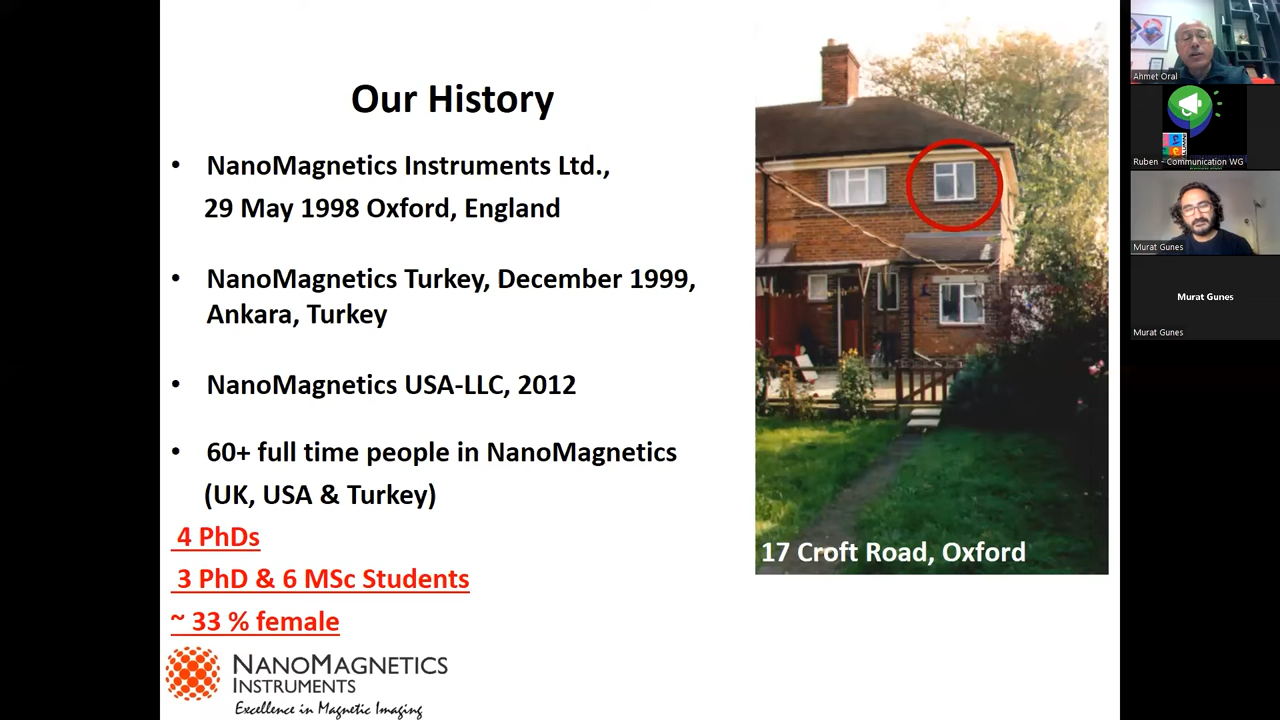 Our History
• NanoMagnetics Instruments Ltd.,
29 May 1998 Oxford, England
• NanoMagnetics Turkey, December 1999,
Ankara, Turkey
• NanoMagnetics USA-LLC, 2012
• 60+ full time people in NanoMagnetics
(UK, USA & Turkey)
4 PhDs
3 PhD & 6 MSc Students
~ 33 % female
NANOMAGNETICS
INSTRUMENTS
Excellence in Magnetic Imaging
17 Croft Road, Oxford
Ahmet Oral
Ruben - Communication WG
Murat Gunes
Murat Gunes
Murat Gunes